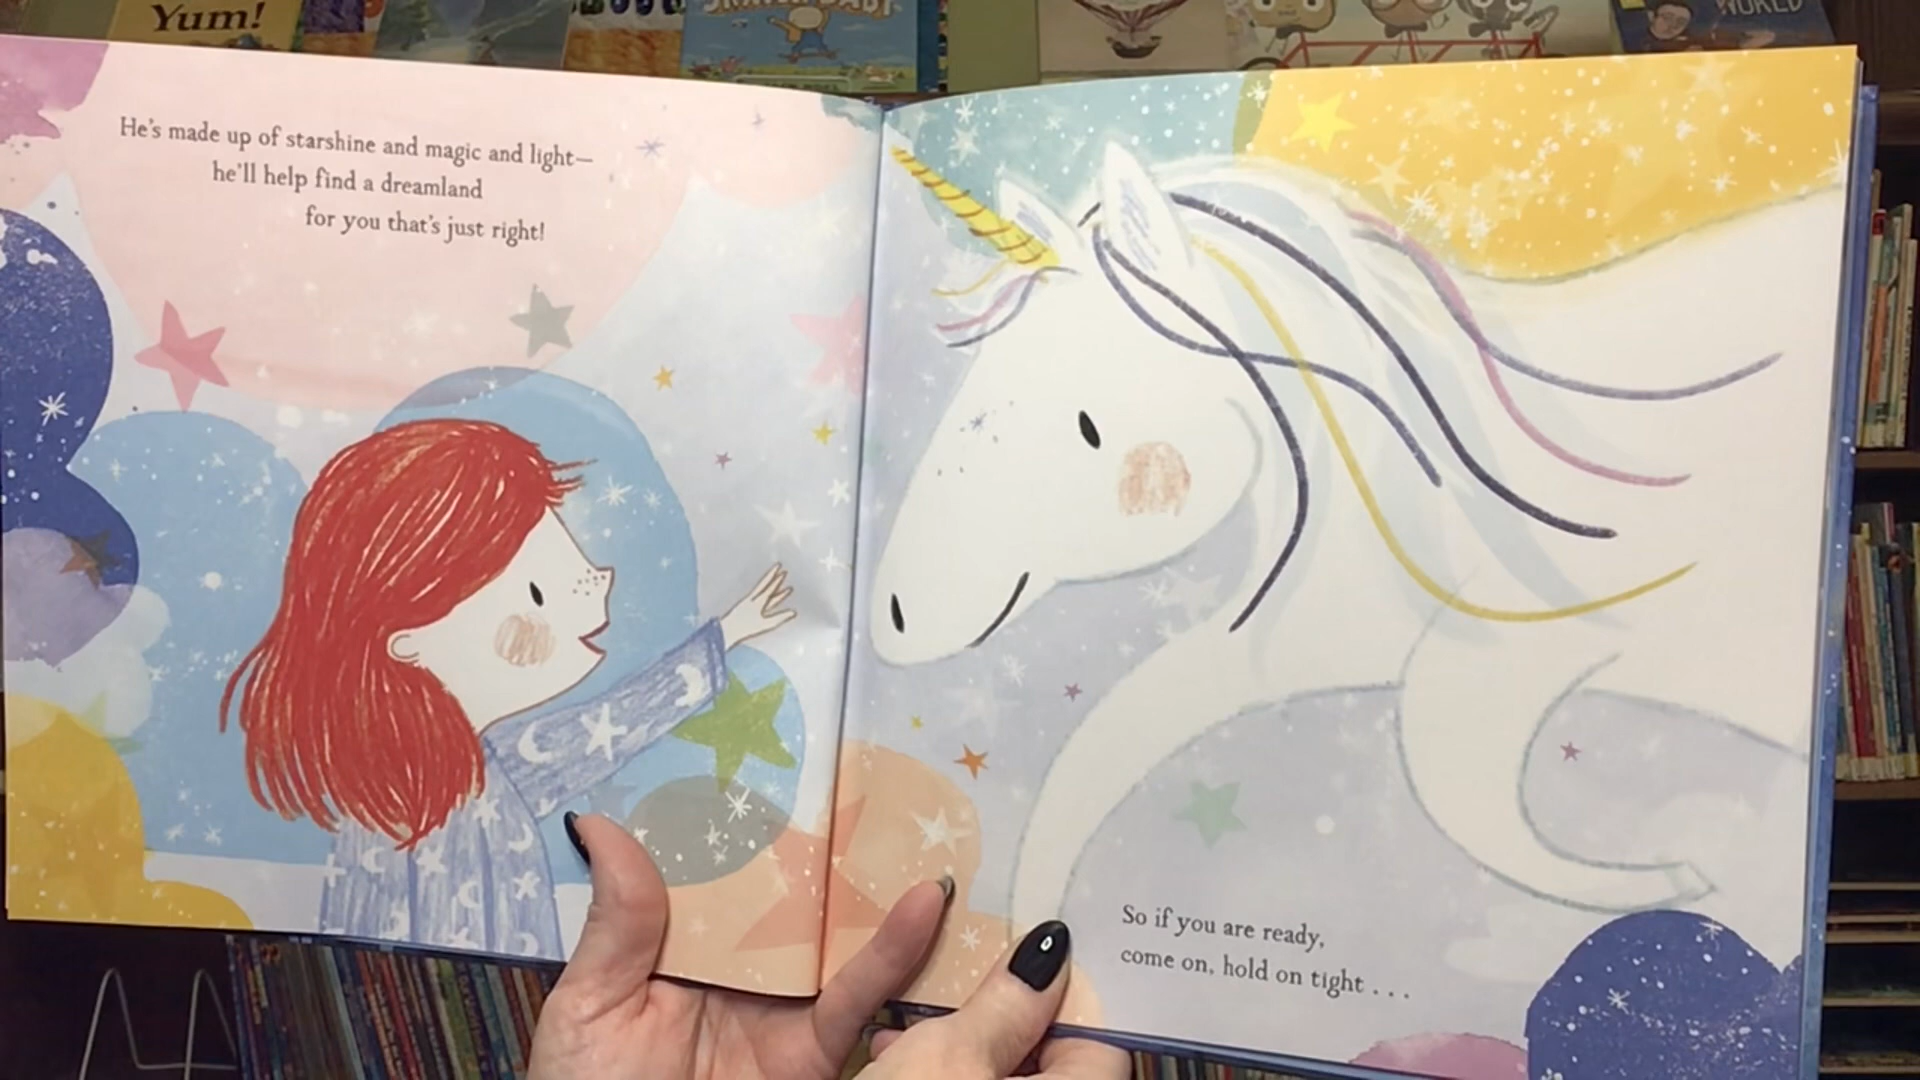 Yum!
WORLD
He's made up of starshine and magic and light—
he'll help find a dreamland
for you that's just right!
So if you are ready,
come on, hold on tight . . .